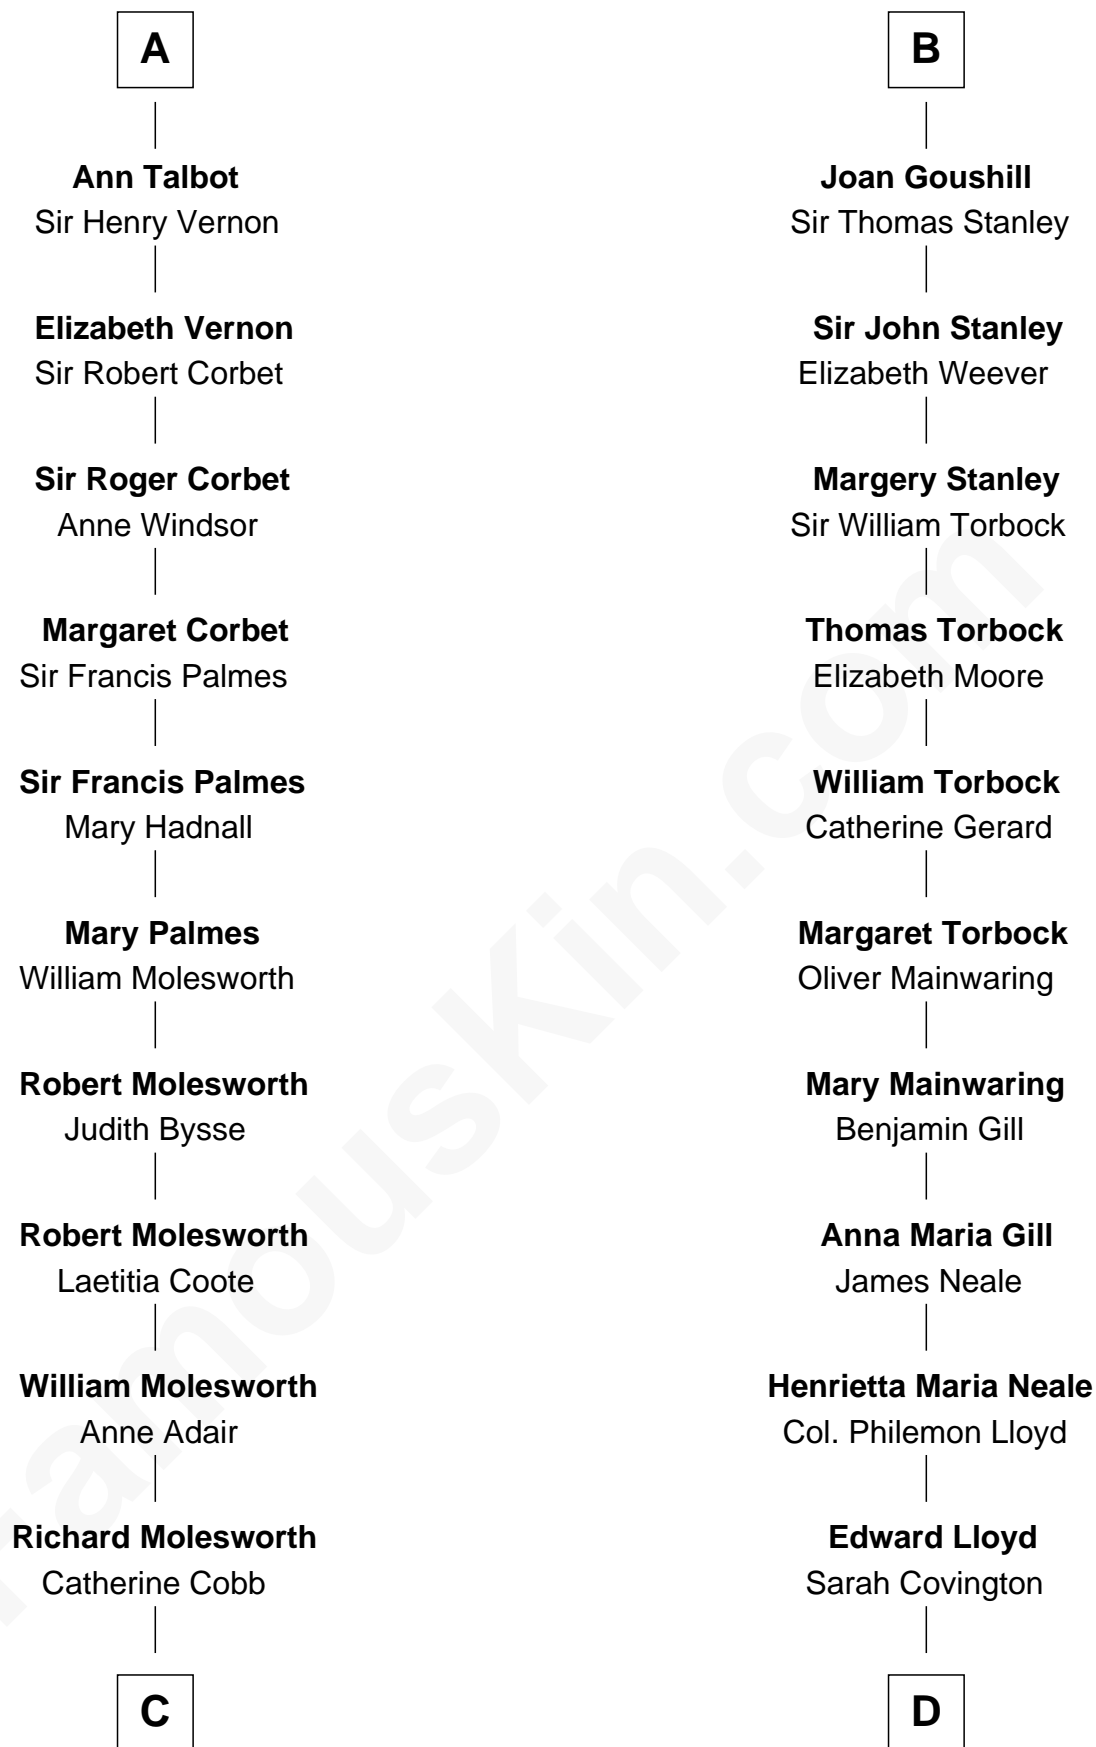 A
Ann Talbot
Sir Henry Vernon
Elizabeth Vernon
Sir Robert Corbet
Sir Roger Corbet
Anne Windsor
Margaret Corbet
Sir Francis Palmes
Sir Francis Palmes
Mary Hadnall
Mary Palmes
William Molesworth
Robert Molesworth
Judith Bysse
Robert Molesworth
Laetitia Coote
William Molesworth
Anne Adair
Richard Molesworth
Catherine Cobb
C
B
Joan Goushill
Sir Thomas Stanley
Sir John Stanley
Elizabeth Weever
Margery Stanley
Sir William Torbock
Thomas Torbock
Elizabeth Moore
William Torbock
Catherine Gerard
Margaret Torbock
Oliver Mainwaring
Mary Mainwaring
Benjamin Gill
Anna Maria Gill
James Neale
Henrietta Maria Neale
Col. Philemon Lloyd
Edward Lloyd
Sarah Covington
D
FamousKin.com